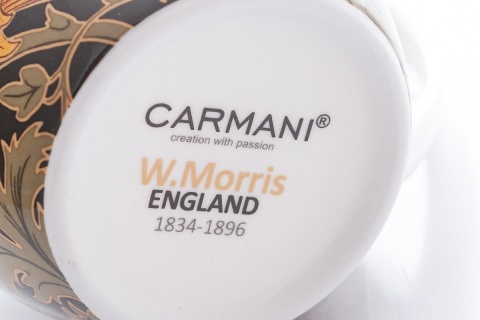 CARMANI®
creation with passion
W.Morris
ENGLAND
1834-1896